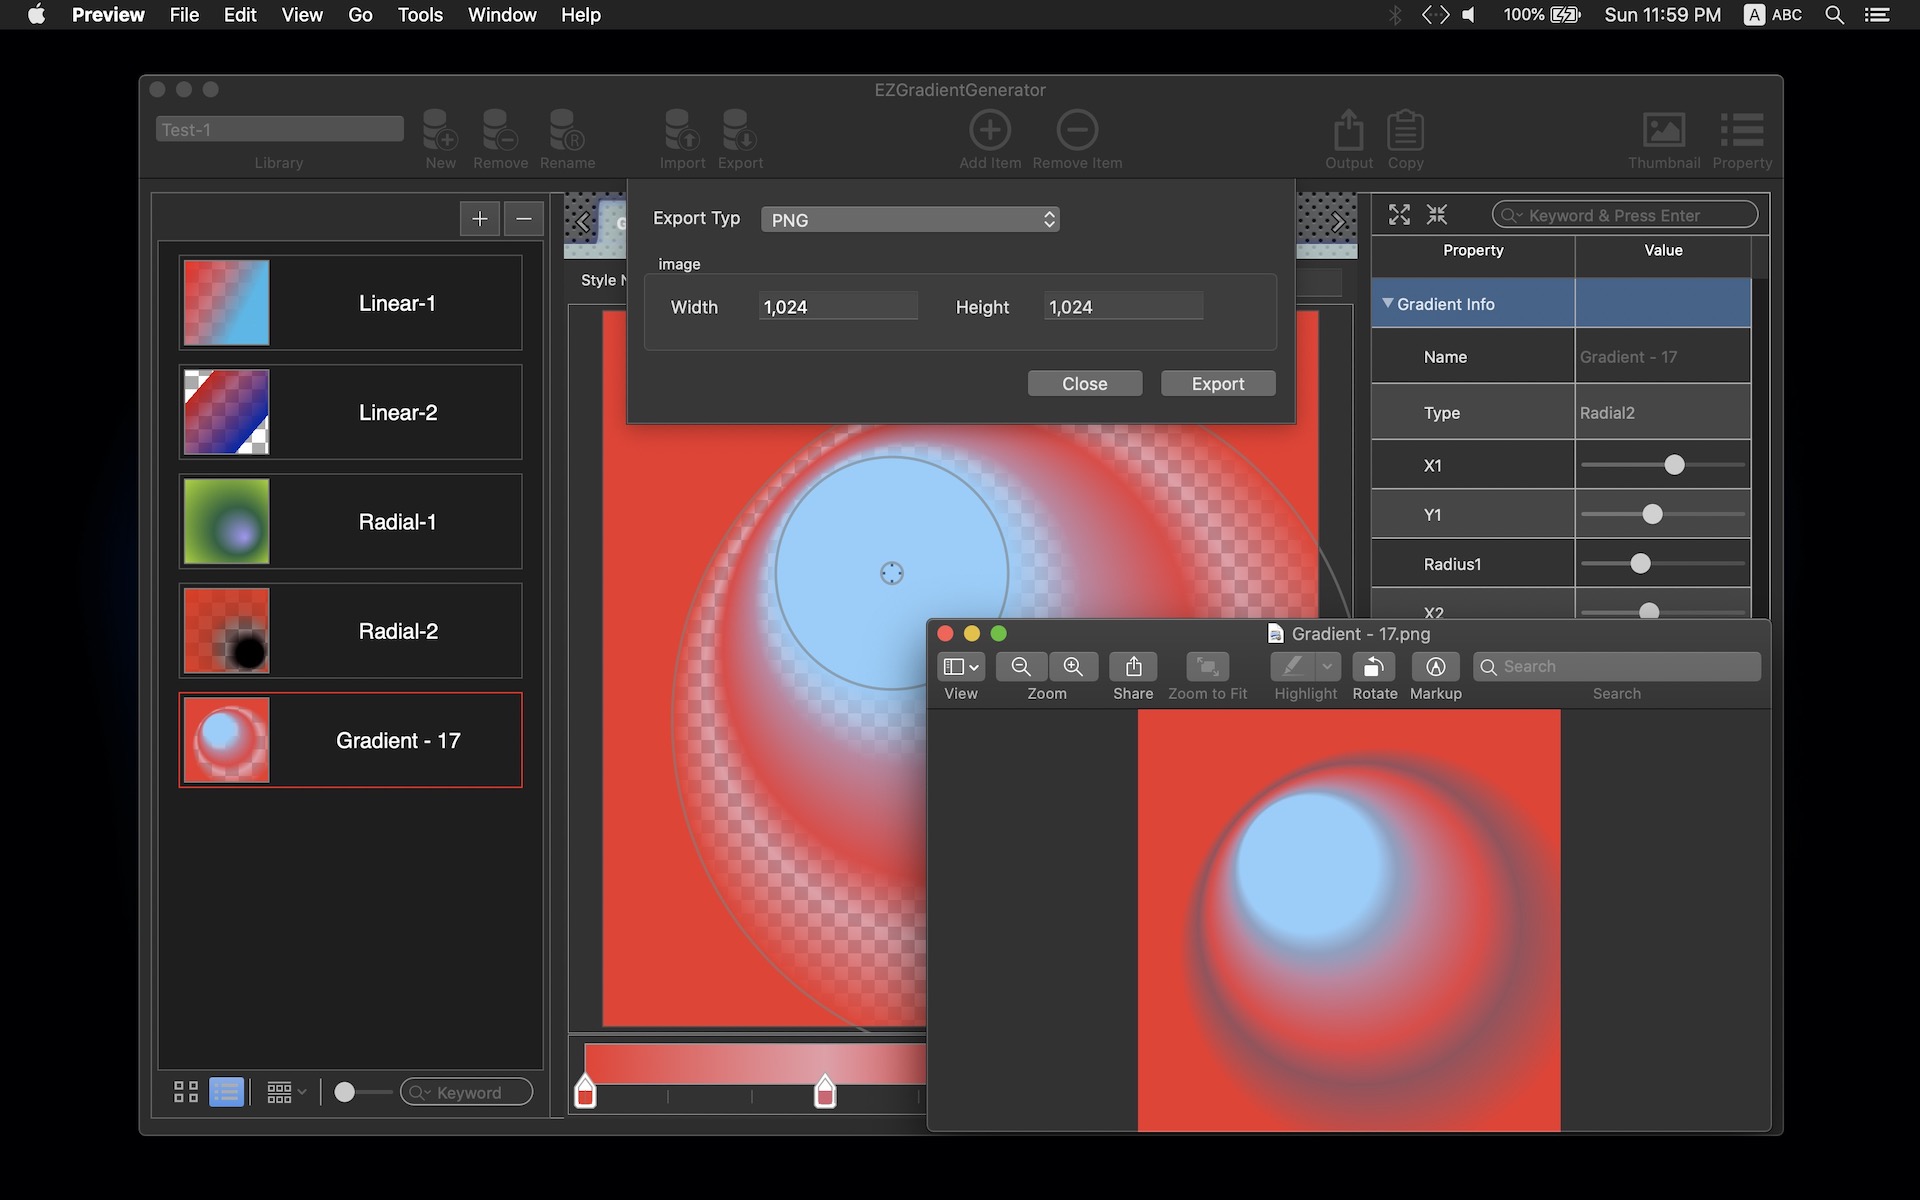 Preview File Edit View Go Tools Window Help
100% Sun 11:59 PM A ABC
EZGradientGenerator
Test-1
Library New Remove Rename Import Export Add Item Remove Item Output Copy Thumbnail Property
Linear-1
Linear-2
Radial-1
Radial-2
Gradient - 17
Keyword
Style N
Export Typ PNG
image
Width 1,024 Height 1,024
Close Export
Keyword & Press Enter
Property Value
Gradient Info
Name Gradient - 17
Type Radial2
X1
Y1
Radius1
X2
Gradient - 17.png
Search
View Zoom Share Zoom to Fit Highlight Rotate Markup Search